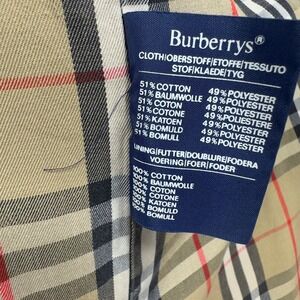 Burberrys®
CLOTH/OBERSTOFF/ETOFFE/TESSUTO
STOF/KLAEDE/TYG
51% COTTON 49% POLYESTER
51% BAUMWOLLE 49% POLYESTER
51% COTON 49% POLYESTER
51% COTONE 49% POLYESTERE
51% KATOEN 49% POLYESTER
51% BOMULD 49% POLYESTER
51% BOMULL 49% POLYESTER
LINING/FUTTER/DOUBLURE/FODERA
VOERING/FOER/FODER
100% COTTON
100% BAUMWOLLE
100% COTON
100% COTONE
100% KATOEN
100% BOMULD
100% BOMULL